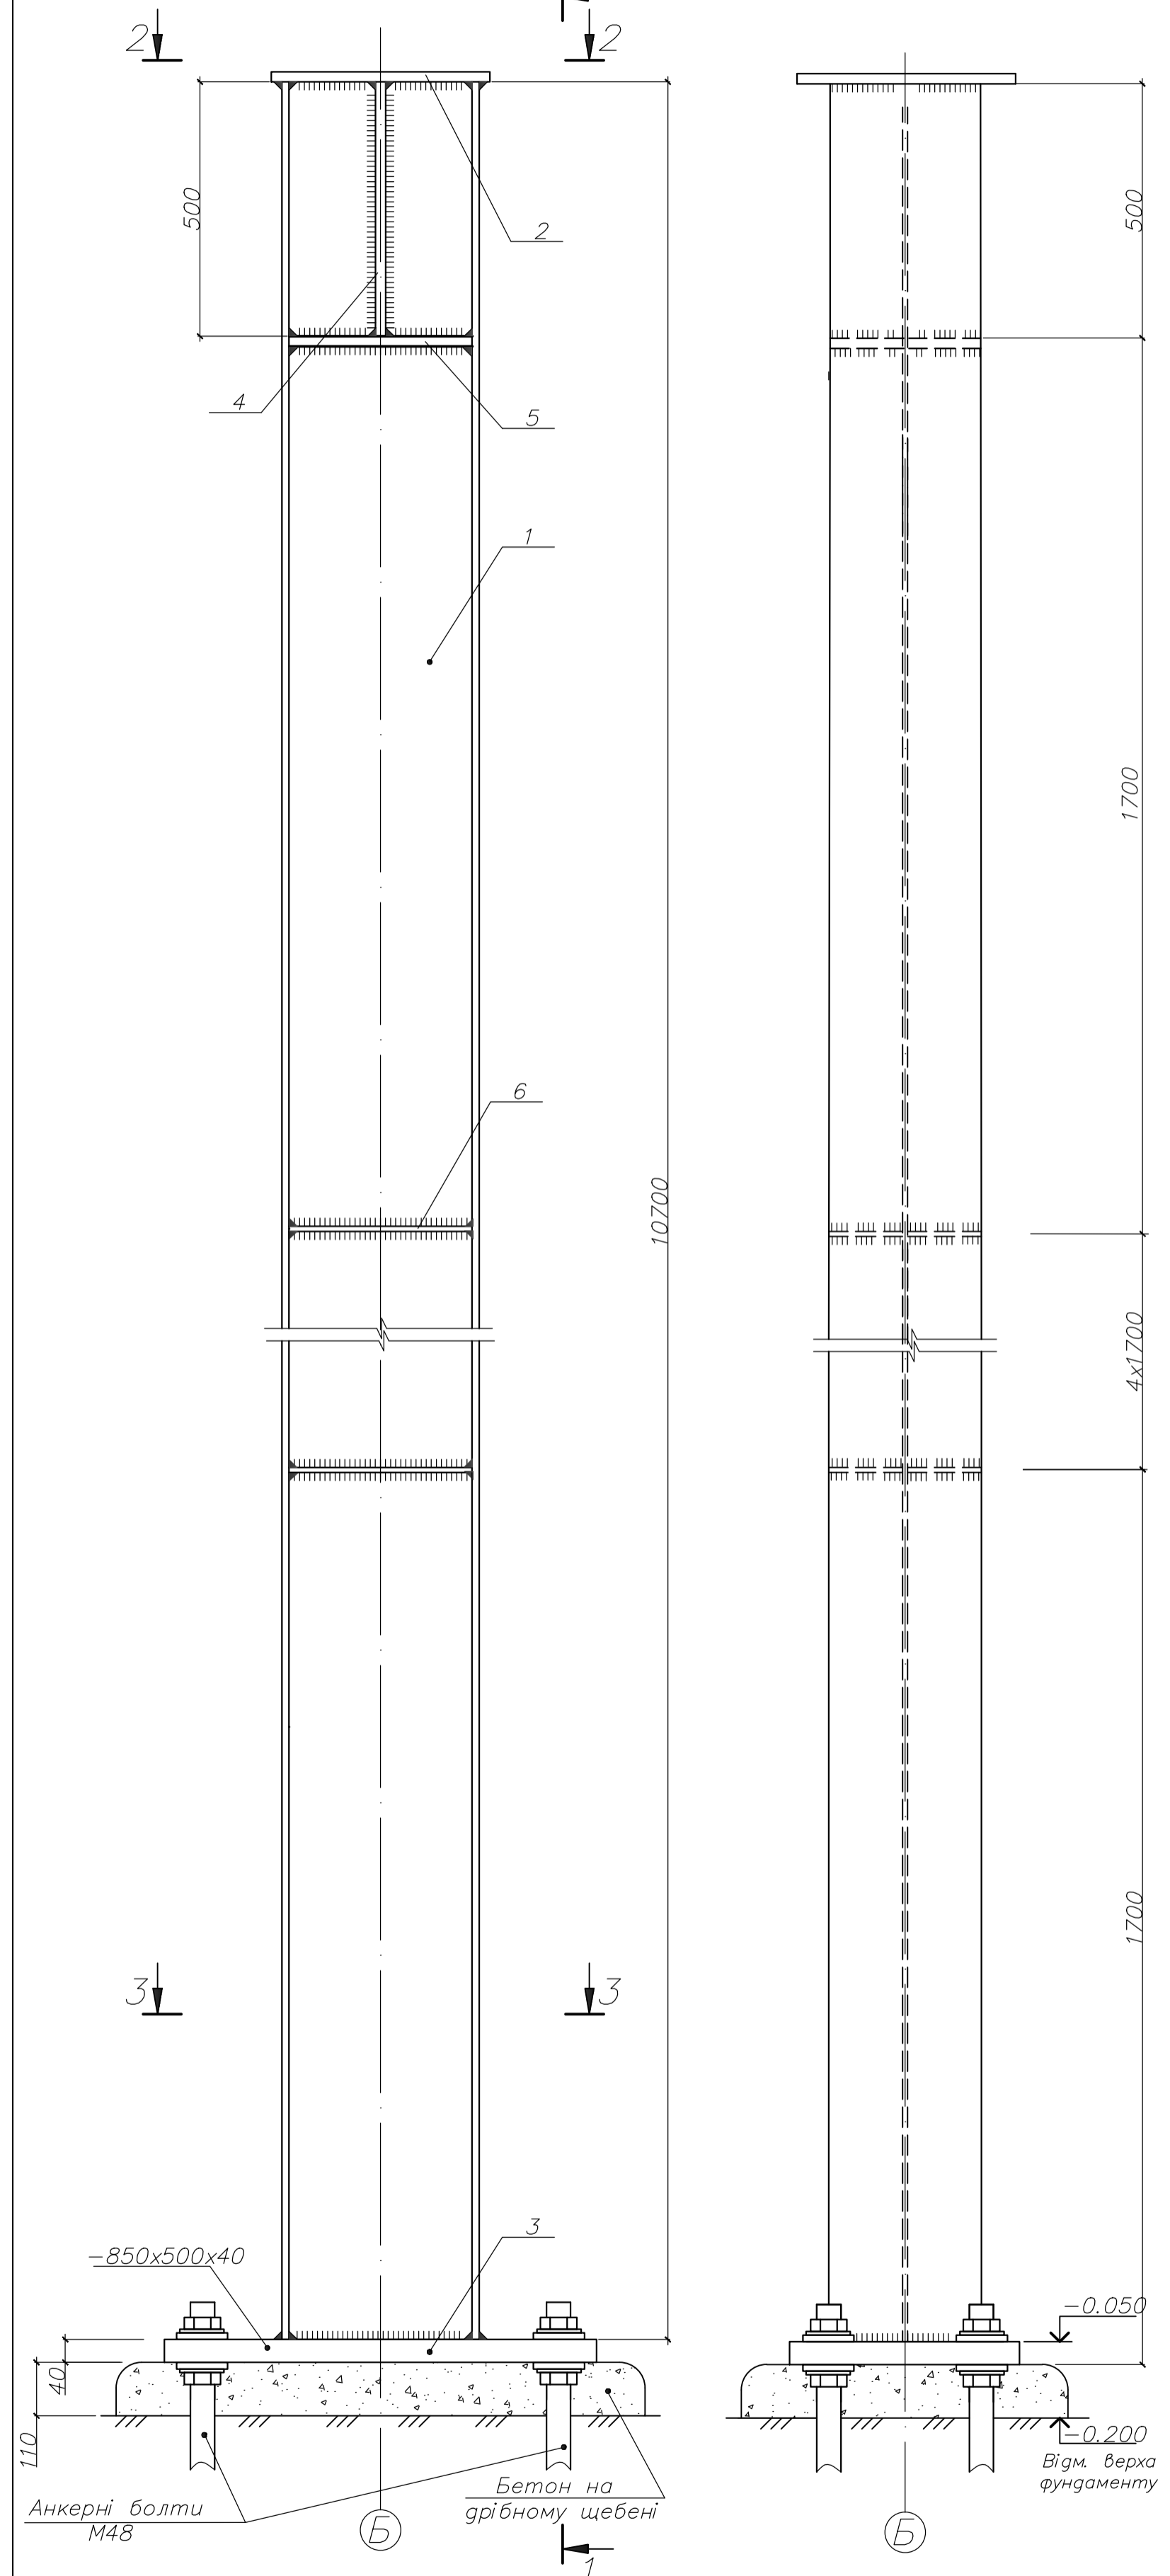 2
2
500
2
500
4
5
1
1700
6
10700
4x1700
1700
3
3
3
-850x500x40
-0.050
40
110
-0.200
Відм. верха
фундаменту
Анкерні болти
М48
Бетон на
дрібному щебені
Б
Б
1